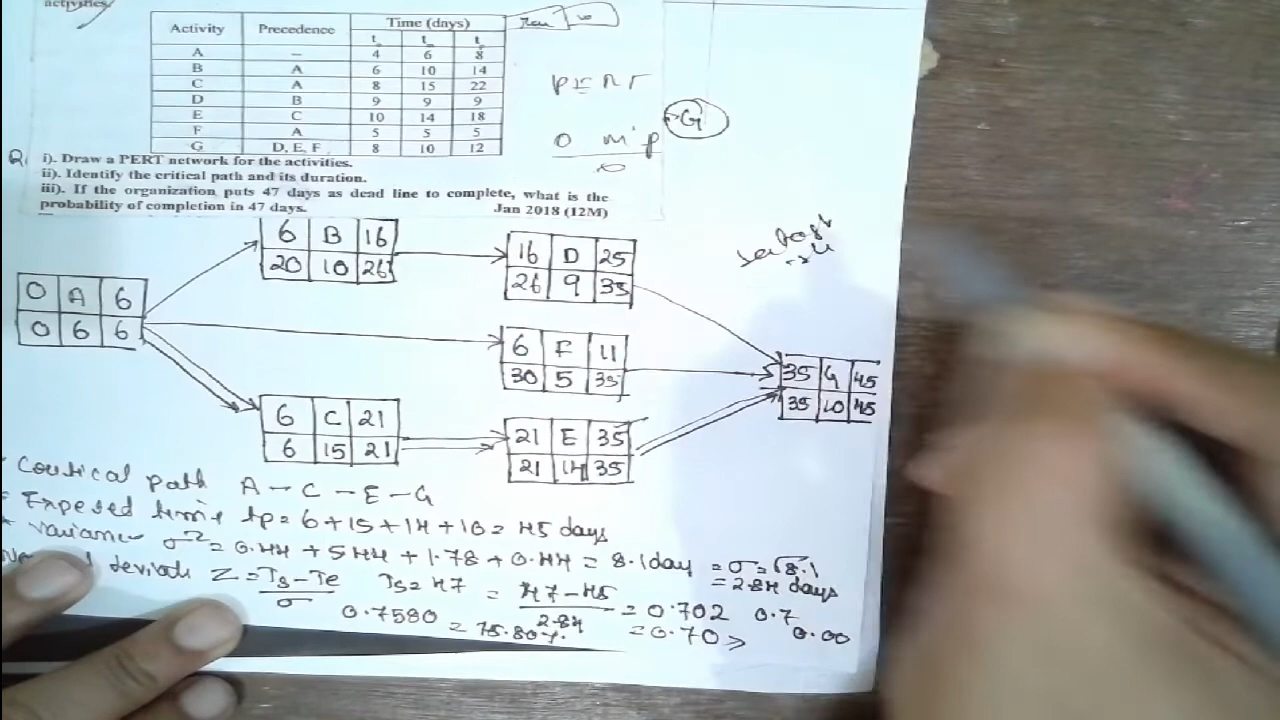 activities.
Activity Precedence Time (days)
t t t
A – 4 6 8
B A 6 10 14
C A 8 15 22
D B 9 9 9
E C 10 14 18
F A 5 5 5
G D, E, F 8 10 12
PERT
O m p
6
G
Q. i). Draw a PERT network for the activities.
ii). Identify the critical path and its duration.
iii). If the organization puts 47 days as dead line to complete, what is the
probability of completion in 47 days. Jan 2018 (12M)
6 B 16
20 10 26
16 D 25
26 9 35
0 A 6
0 6 6
6 F 11
30 5 35
35 G 45
35 10 45
6 C 21
6 15 21
21 E 35
21 14 35
path A - C - E - G
tp = 6+15+14+10 = 45 days
σ² = 0.44 + 5.44 + 1.78 + 0.44 = 8.1 day = σ = √8.1
= 2.84 days
Z = Ts - Te / σ Ts = 47 = 47 - 45 / 2.84 = 0.702 0.7
0.7580 = 75.80%. = 0.70 > 0.00